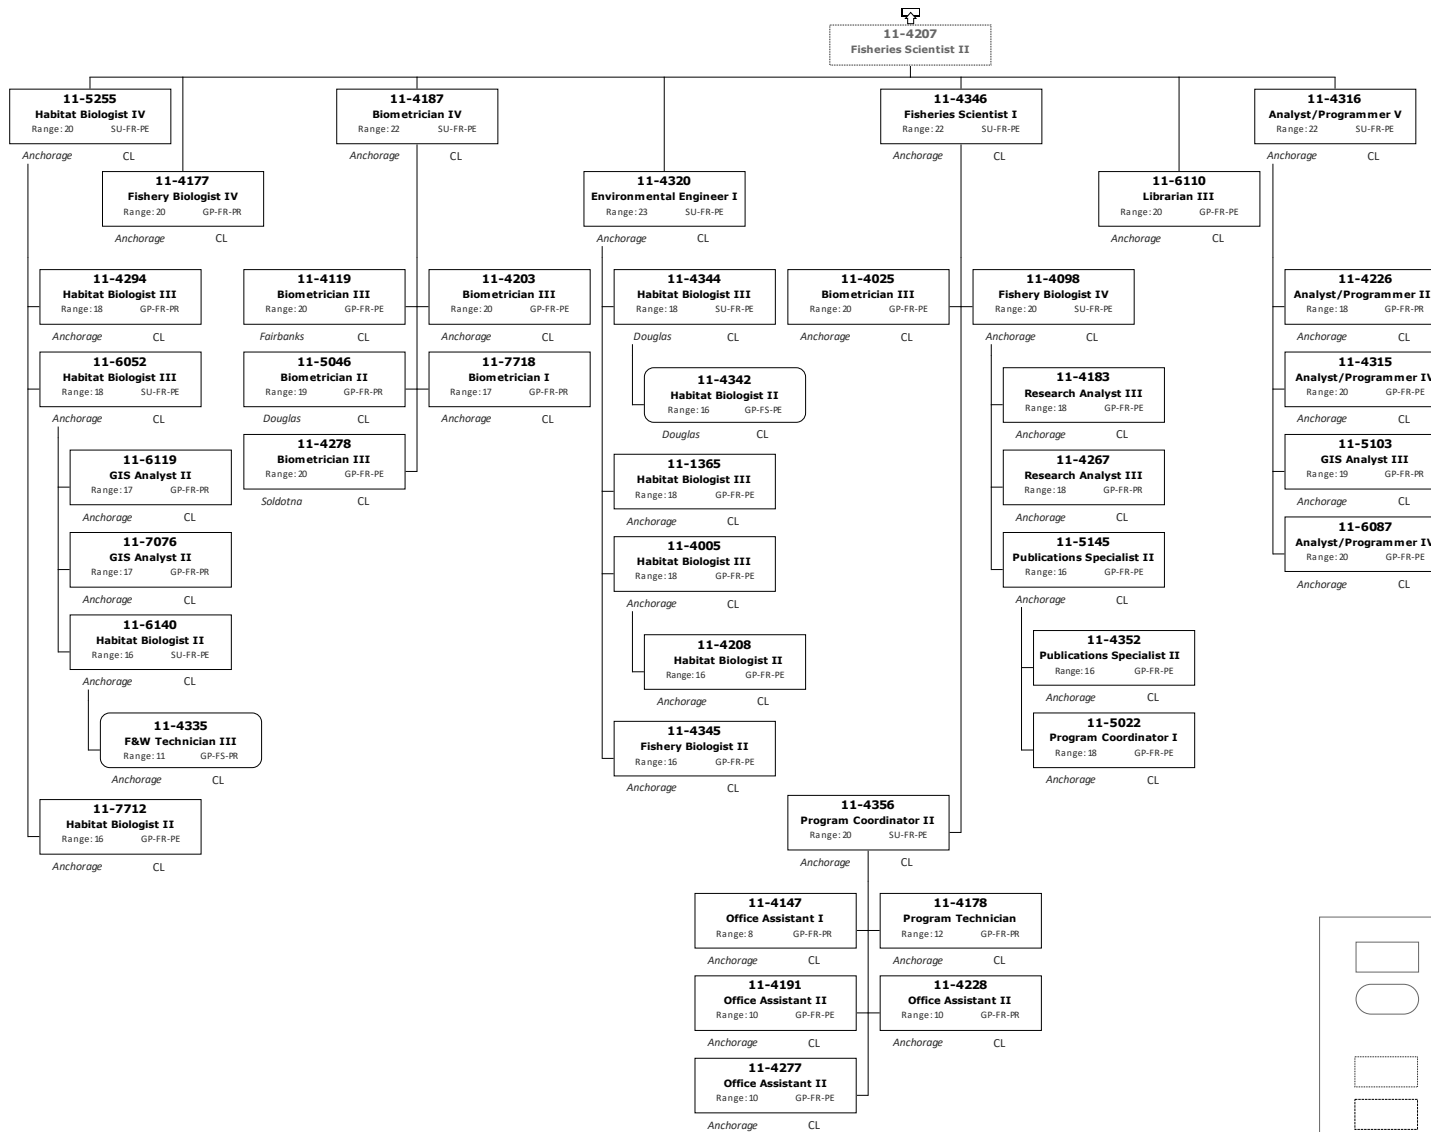 11-4207
Fisheries Scientist II
11-5255
Habitat Biologist IV
Range: 20 SU-FR-PE
Anchorage CL
11-4187
Biometrician IV
Range: 22 SU-FR-PE
Anchorage CL
11-4346
Fisheries Scientist I
Range: 22 SU-FR-PE
Anchorage CL
11-4316
Analyst/Programmer V
Range: 22 SU-FR-PE
Anchorage CL
11-4177
Fishery Biologist IV
Range: 20 GP-FR-PR
Anchorage CL
11-4320
Environmental Engineer I
Range: 23 SU-FR-PE
Anchorage CL
11-6110
Librarian III
Range: 20 GP-FR-PE
Anchorage CL
11-4294
Habitat Biologist III
Range: 18 GP-FR-PR
Anchorage CL
11-6052
Habitat Biologist III
Range: 18 SU-FR-PE
Anchorage CL
11-6119
GIS Analyst II
Range: 17 GP-FR-PR
Anchorage CL
11-7076
GIS Analyst II
Range: 17 GP-FR-PR
Anchorage CL
11-6140
Habitat Biologist II
Range: 16 SU-FR-PE
Anchorage CL
11-4335
F&W Technician III
Range: 11 GP-FS-PR
Anchorage CL
11-7712
Habitat Biologist II
Range: 16 GP-FR-PE
Anchorage CL
11-4119
Biometrician III
Range: 20 GP-FR-PE
Fairbanks CL
11-4203
Biometrician III
Range: 20 GP-FR-PE
Anchorage CL
11-5046
Biometrician II
Range: 19 GP-FR-PR
Douglas CL
11-7718
Biometrician I
Range: 17 GP-FR-PR
Anchorage CL
11-4278
Biometrician III
Range: 20 GP-FR-PE
Soldotna CL
11-4344
Habitat Biologist III
Range: 18 SU-FR-PE
Douglas CL
11-4342
Habitat Biologist II
Range: 16 GP-FS-PE
Douglas CL
11-1365
Habitat Biologist III
Range: 18 GP-FR-PE
Anchorage CL
11-4005
Habitat Biologist III
Range: 18 GP-FR-PE
Anchorage CL
11-4208
Habitat Biologist II
Range: 16 GP-FR-PE
Anchorage CL
11-4345
Fishery Biologist II
Range: 16 GP-FR-PE
Anchorage CL
11-4025
Biometrician III
Range: 20 GP-FR-PE
Anchorage CL
11-4098
Fishery Biologist IV
Range: 20 SU-FR-PE
Anchorage CL
11-4183
Research Analyst III
Range: 18 GP-FR-PE
Anchorage CL
11-4267
Research Analyst III
Range: 18 GP-FR-PR
Anchorage CL
11-5145
Publications Specialist II
Range: 16 GP-FR-PE
Anchorage CL
11-4352
Publications Specialist II
Range: 16 GP-FR-PE
Anchorage CL
11-5022
Program Coordinator I
Range: 18 GP-FR-PE
Anchorage CL
11-4356
Program Coordinator II
Range: 20 SU-FR-PE
Anchorage CL
11-4147
Office Assistant I
Range: 8 GP-FR-PR
Anchorage CL
11-4178
Program Technician
Range: 12 GP-FR-PR
Anchorage CL
11-4191
Office Assistant II
Range: 10 GP-FR-PE
Anchorage CL
11-4228
Office Assistant II
Range: 10 GP-FR-PR
Anchorage CL
11-4277
Office Assistant II
Range: 10 GP-FR-PE
Anchorage CL
11-4226
Analyst/Programmer II
Range: 18 GP-FR-PR
Anchorage CL
11-4315
Analyst/Programmer IV
Range: 20 GP-FR-PE
Anchorage CL
11-5103
GIS Analyst III
Range: 19 GP-FR-PR
Anchorage CL
11-6087
Analyst/Programmer IV
Range: 20 GP-FR-PE
Anchorage CL